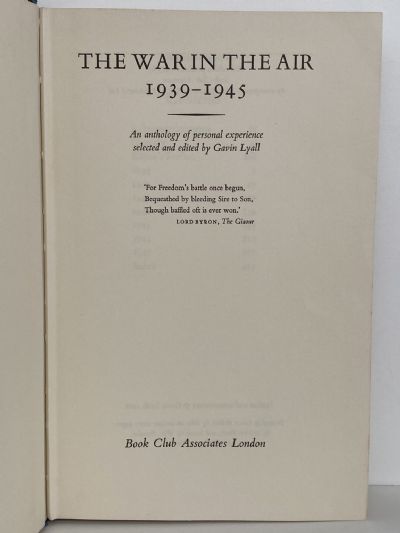 THE WAR IN THE AIR
1939–1945
An anthology of personal experience
selected and edited by Gavin Lyall
'For Freedom's battle once begun,
Bequeathed by bleeding Sire to Son,
Though baffled oft is ever won.'
LORD BYRON, The Giaour
Book Club Associates London